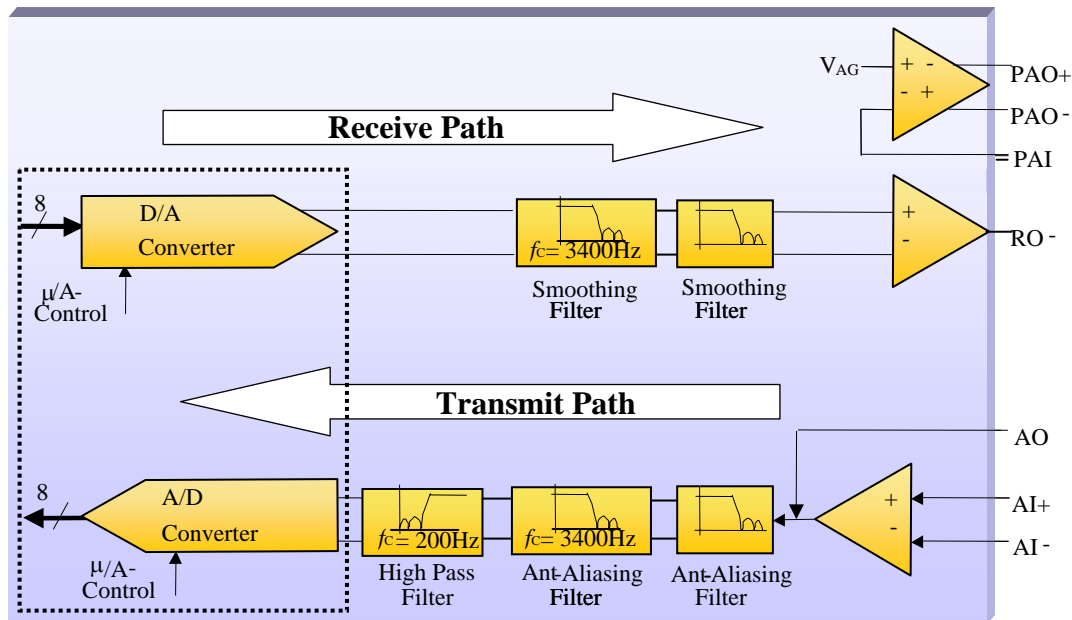 VAG
+ -
- +
PAO+
PAO-
PAI
Receive Path
8
D/A
Converter
µ/A-
Control
fC= 3400Hz
Smoothing
Filter
Smoothing
Filter
+
-
RO-
Transmit Path
AO
8
A/D
Converter
µ/A-
Control
fC= 200Hz
High Pass
Filter
fC= 3400Hz
Ant-Aliasing
Filter
Ant-Aliasing
Filter
+
-
AI+
AI-